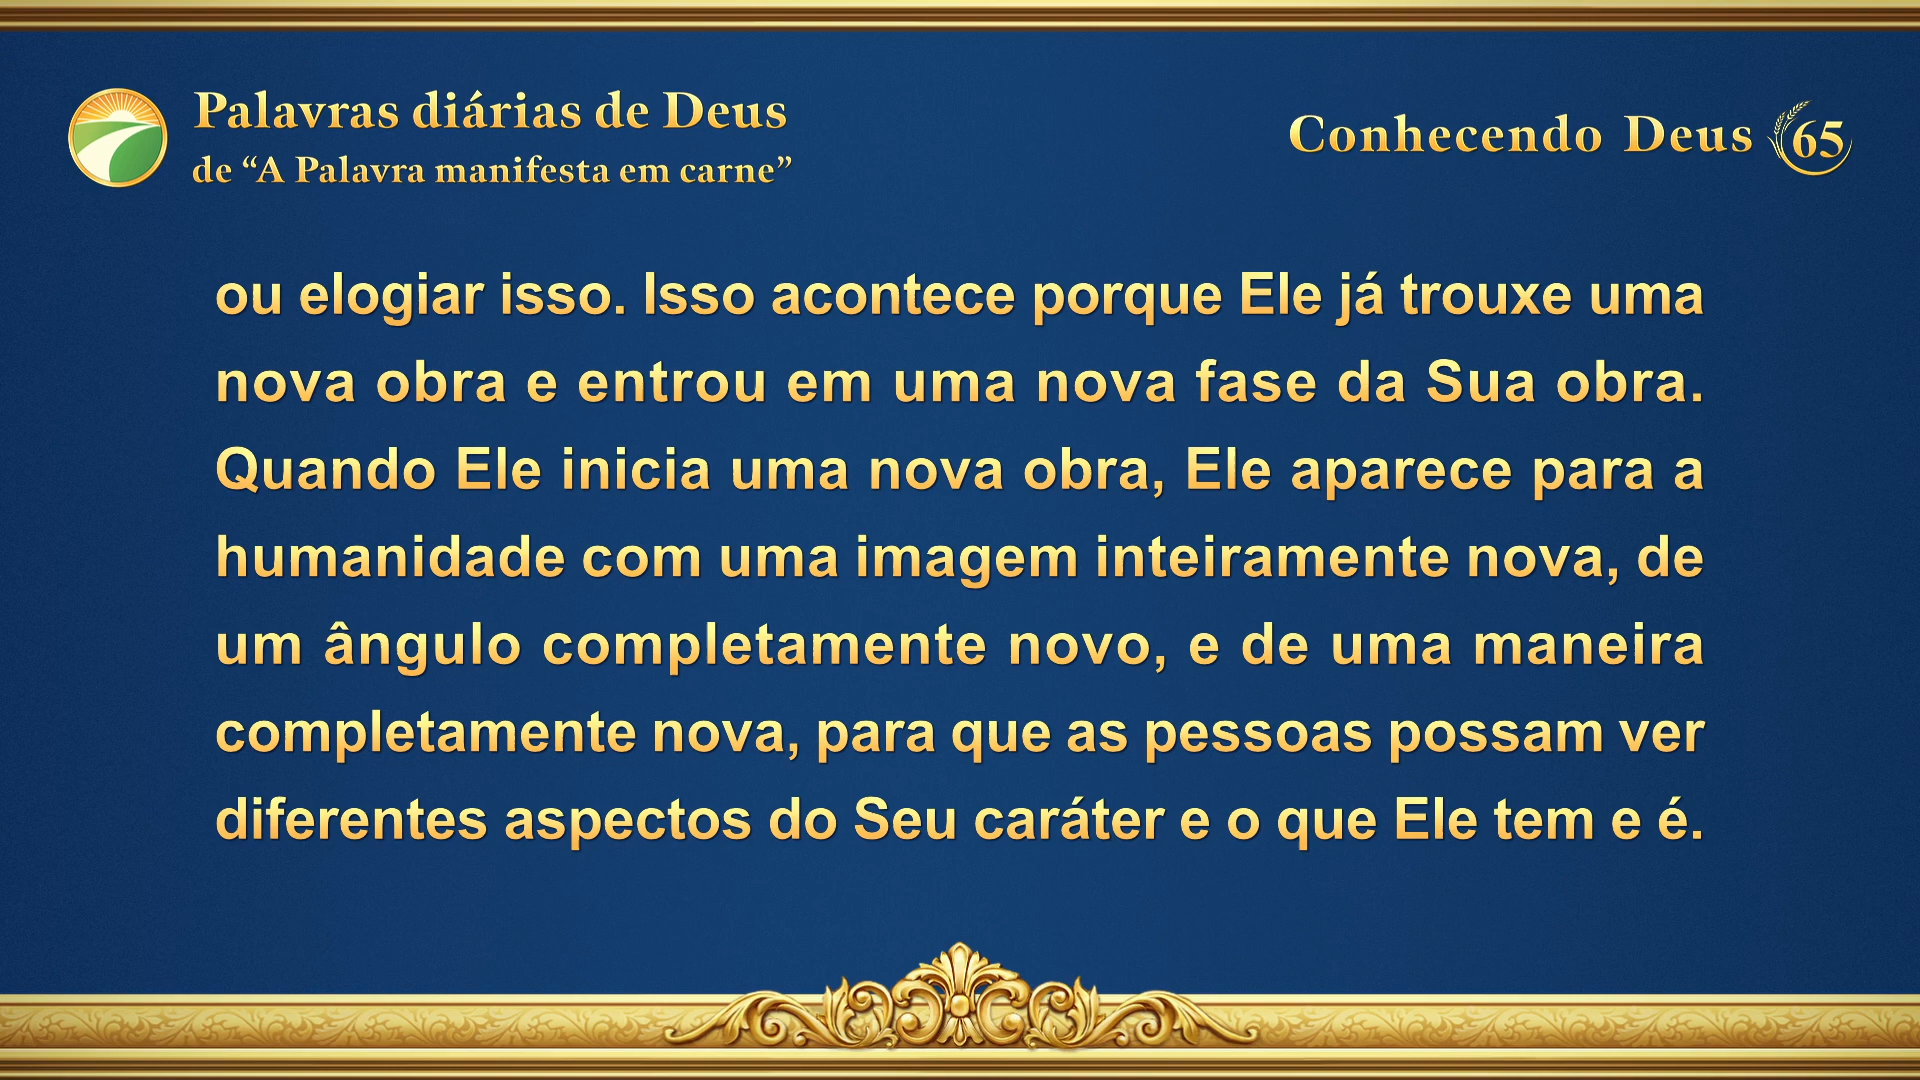 Palavras diárias de Deus
de “A Palavra manifesta em carne”
Conhecendo Deus 65
ou elogiar isso. Isso acontece porque Ele já trouxe uma
nova obra e entrou em uma nova fase da Sua obra.
Quando Ele inicia uma nova obra, Ele aparece para a
humanidade com uma imagem inteiramente nova, de
um ângulo completamente novo, e de uma maneira
completamente nova, para que as pessoas possam ver
diferentes aspectos do Seu caráter e o que Ele tem e é.